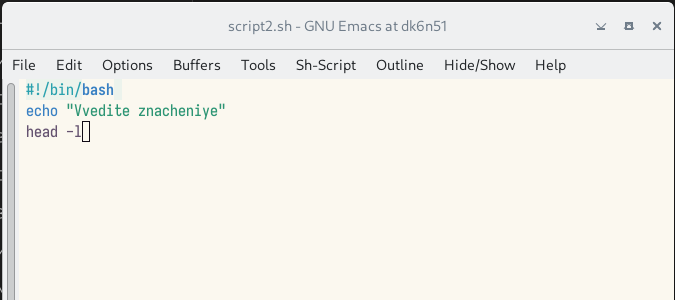 script2.sh - GNU Emacs at dk6n51
File Edit Options Buffers Tools Sh-Script Outline Hide/Show Help
#!/bin/bash
echo "Vvedite znacheniye"
head -l